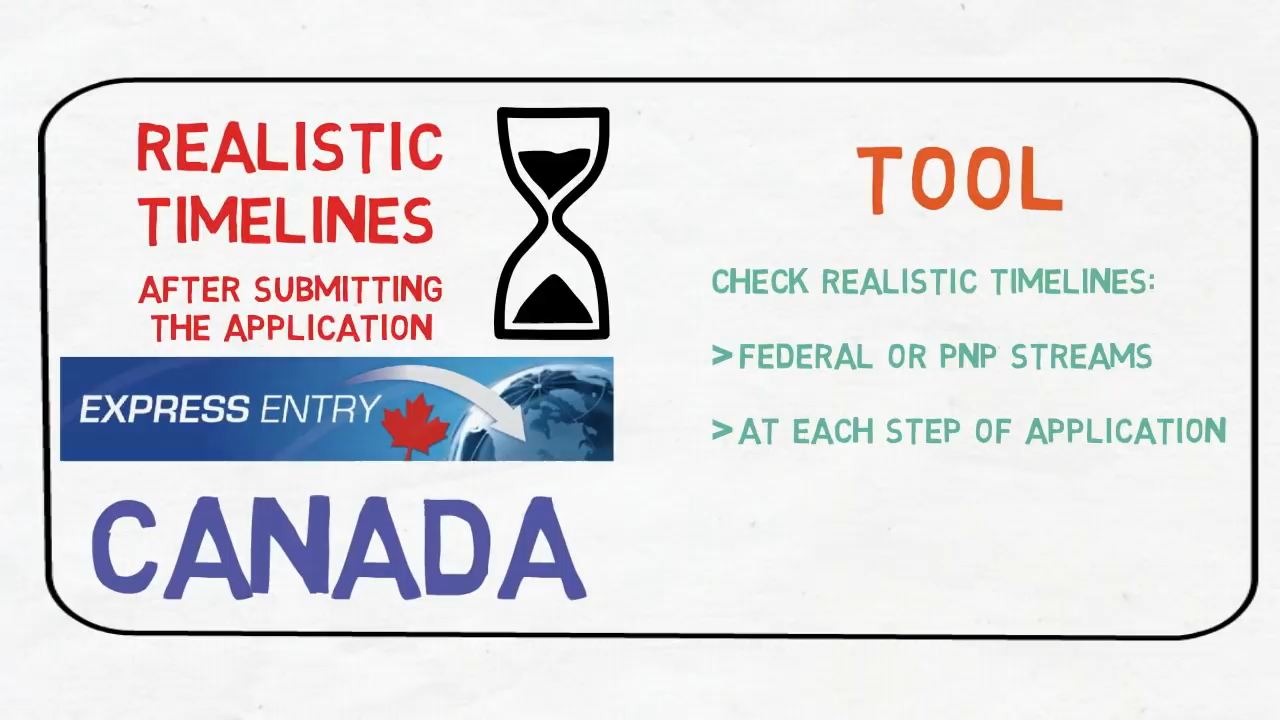 REALISTIC
TIMELINES
AFTER SUBMITTING
THE APPLICATION
EXPRESS ENTRY
CANADA
TOOL
CHECK REALISTIC TIMELINES:
>FEDERAL OR PNP STREAMS
>AT EACH STEP OF APPLICATION